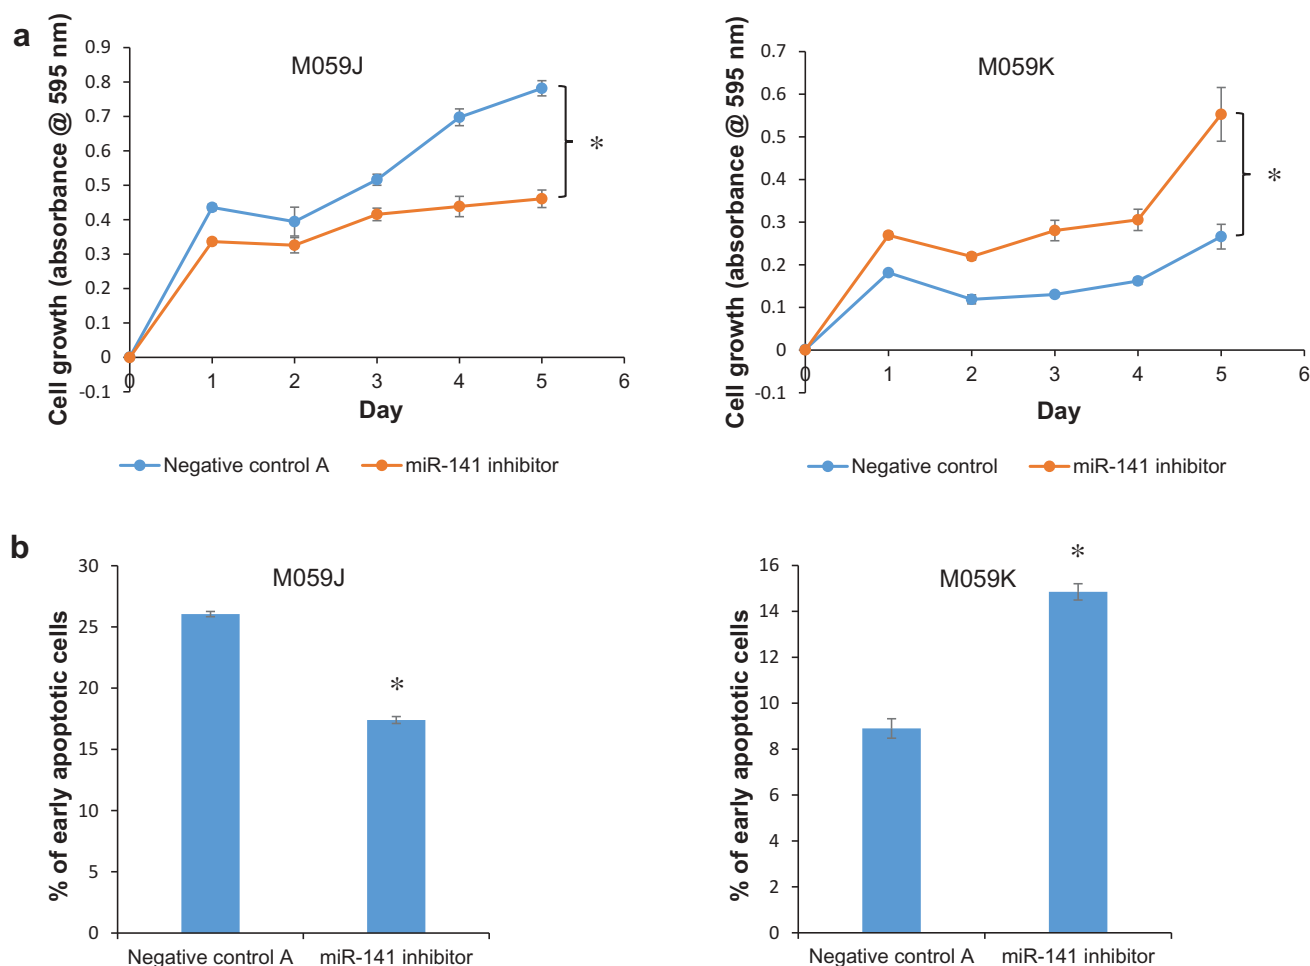 a
M059J
Cell growth (absorbance @ 595 nm)
0.9
0.8
0.7
0.6
0.5
0.4
0.3
0.2
0.1
0
-0.1
0 1 2 3 4 5 6
Day
*
Negative control A miR-141 inhibitor
M059K
Cell growth (absorbance @ 595 nm)
0.7
0.6
0.5
0.4
0.3
0.2
0.1
0
-0.1
0 1 2 3 4 5 6
Day
*
Negative control miR-141 inhibitor
b
M059J
% of early apoptotic cells
30
25
20
15
10
5
0
*
Negative control A miR-141 inhibitor
M059K
% of early apoptotic cells
16
14
12
10
8
6
4
2
0
*
Negative control A miR-141 inhibitor